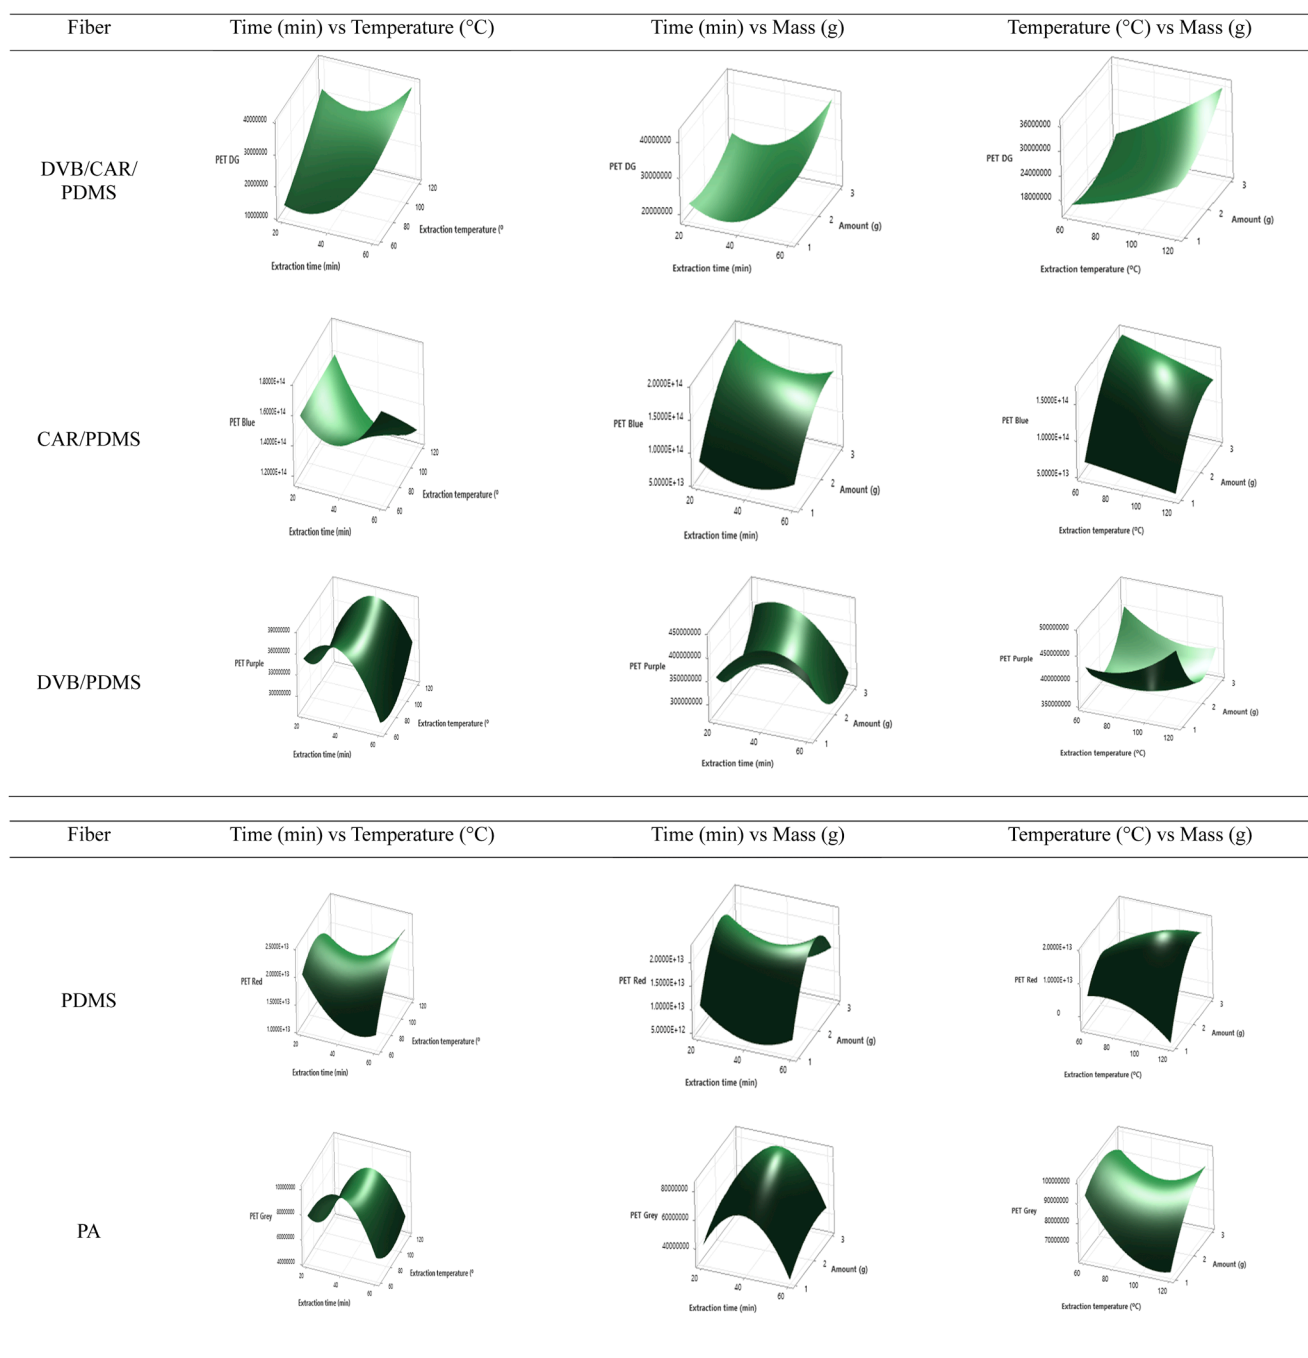 Fiber Time (min) vs Temperature (°C) Time (min) vs Mass (g) Temperature (°C) vs Mass (g)
DVB/CAR/
PDMS
PET DG
40000000
30000000
20000000
10000000
20
40
60
Extraction time (min)
60
80
100
120
Extraction temperature (º
PET DG
40000000
30000000
20000000
20
40
60
Extraction time (min)
1
2
3
Amount (g)
PET DG
36000000
30000000
24000000
18000000
60
80
100
120
Extraction temperature (ºC)
1
2
3
Amount (g)
CAR/PDMS
PET Blue
1.8000E+14
1.6000E+14
1.4000E+14
1.2000E+14
20
40
60
Extraction time (min)
60
80
100
120
Extraction temperature (º
PET Blue
2.0000E+14
1.5000E+14
1.0000E+14
5.0000E+13
20
40
60
Extraction time (min)
1
2
3
Amount (g)
PET Blue
1.5000E+14
1.0000E+14
5.0000E+13
60
80
100
120
Extraction temperature (ºC)
1
2
3
Amount (g)
DVB/PDMS
PET Purple
20
40
60
Extraction time (min)
60
80
100
120
Extraction temperature (º
PET Purple
450000000
400000000
350000000
300000000
20
40
60
Extraction time (min)
1
2
3
Amount (g)
PET Purple
500000000
450000000
400000000
350000000
60
80
100
120
Extraction temperature (ºC)
1
2
3
Amount (g)
Fiber Time (min) vs Temperature (°C) Time (min) vs Mass (g) Temperature (°C) vs Mass (g)
PDMS
PET Red
2.5000E+13
2.0000E+13
1.5000E+13
1.0000E+13
20
40
60
Extraction time (min)
60
80
100
120
Extraction temperature (º
PET Red
2.0000E+13
1.5000E+13
1.0000E+13
5.0000E+12
20
40
60
Extraction time (min)
1
2
3
Amount (g)
PET Red
2.0000E+13
1.0000E+13
0
60
80
100
120
Extraction temperature (ºC)
1
2
3
Amount (g)
PA
PET Grey
100000000
80000000
60000000
40000000
20
40
60
Extraction time (min)
60
80
100
120
Extraction temperature (º
PET Grey
80000000
60000000
40000000
20
40
60
Extraction time (min)
1
2
3
Amount (g)
PET Grey
100000000
90000000
80000000
70000000
60
80
100
120
Extraction temperature (ºC)
1
2
3
Amount (g)